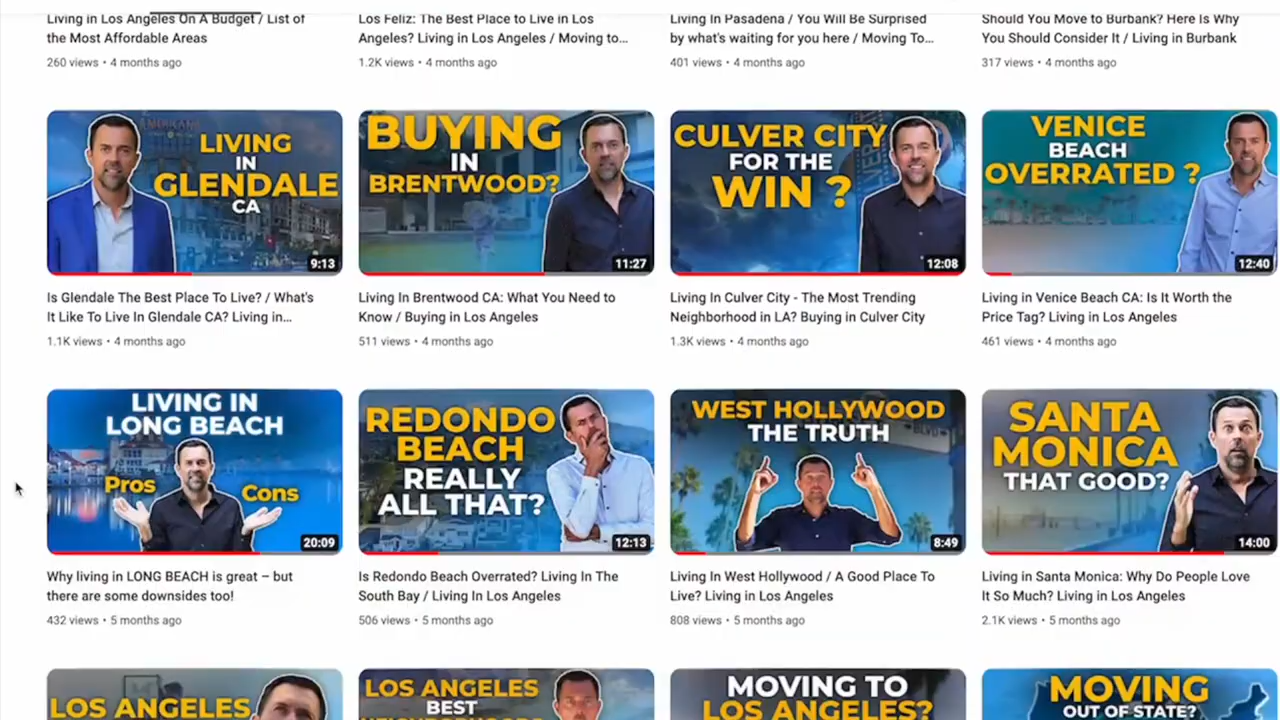 Living in Los Angeles On A Budget / List of
the Most Affordable Areas
260 views • 4 months ago
Los Feliz: The Best Place to Live in Los
Angeles? Living in Los Angeles / Moving to...
1.2K views • 4 months ago
Living In Pasadena / You Will Be Surprised
by what's waiting for you here / Moving To...
401 views • 4 months ago
Should You Move to Burbank? Here Is Why
You Should Consider It / Living in Burbank
317 views • 4 months ago
LIVING
IN
GLENDALE
CA
9:13
Is Glendale The Best Place To Live? / What's
It Like To Live In Glendale CA? Living in...
1.1K views • 4 months ago
BUYING
IN
BRENTWOOD?
11:27
Living In Brentwood CA: What You Need to
Know / Buying in Los Angeles
511 views • 4 months ago
CULVER CITY
FOR THE
WIN ?
12:08
Living In Culver City - The Most Trending
Neighborhood in LA? Buying in Culver City
1.3K views • 4 months ago
VENICE
BEACH
OVERRATED ?
12:40
Living in Venice Beach CA: Is It Worth the
Price Tag? Living in Los Angeles
461 views • 4 months ago
LIVING IN
LONG BEACH
Pros
Cons
20:09
Why living in LONG BEACH is great – but
there are some downsides too!
432 views • 5 months ago
REDONDO
BEACH
REALLY
ALL THAT?
12:13
Is Redondo Beach Overrated? Living In The
South Bay / Living In Los Angeles
506 views • 5 months ago
WEST HOLLYWOOD
THE TRUTH
8:49
Living In West Hollywood / A Good Place To
Live? Living in Los Angeles
808 views • 5 months ago
SANTA
MONICA
THAT GOOD?
14:00
Living in Santa Monica: Why Do People Love
It So Much? Living in Los Angeles
2.1K views • 5 months ago
LOS ANGELES
LOS ANGELES
BEST
MOVING TO
LOS ANGELES?
MOVING
OUT OF STATE?